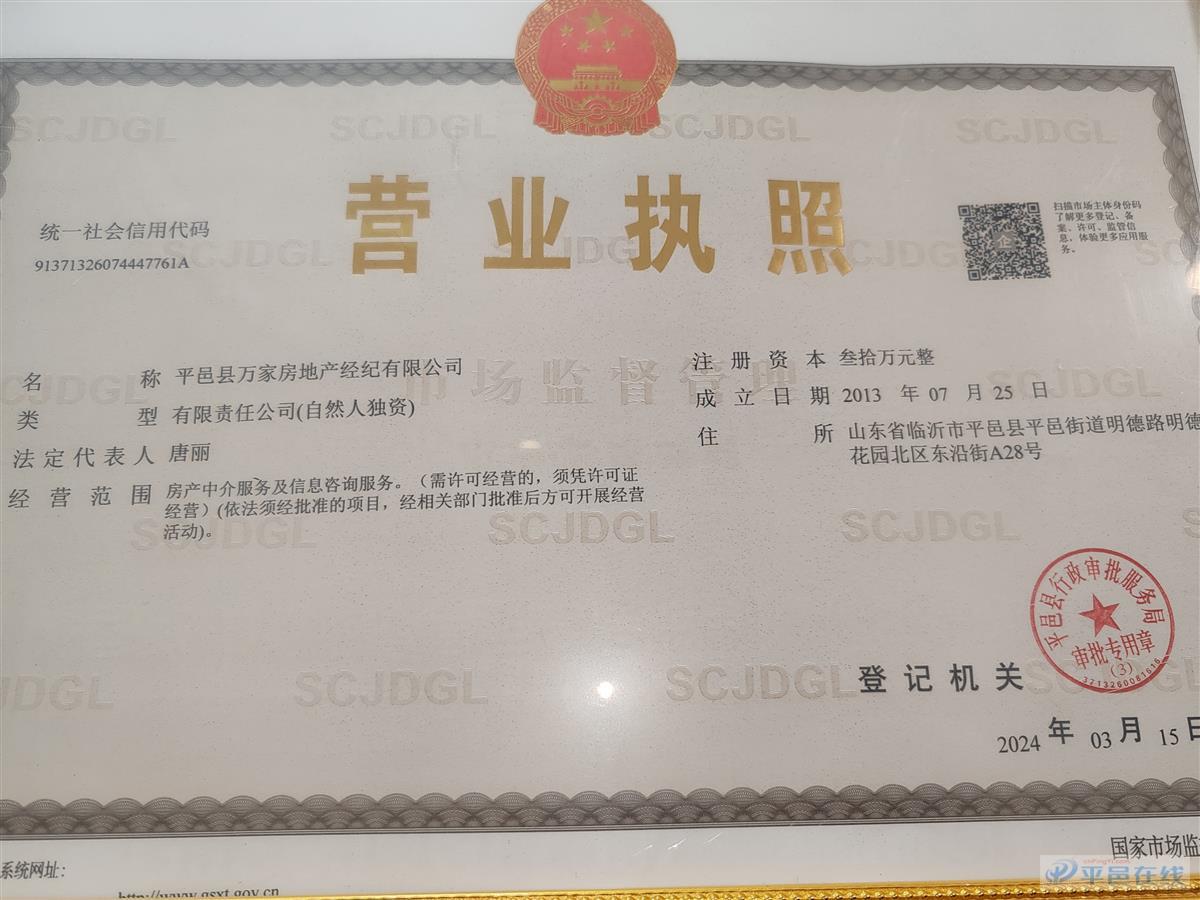 营业执照
统一社会信用代码
91371326074447761A
扫描市场主体身份码
了解更多登记、备
案、许可、监管信
息，体验更多应用服
务。
名 称 平邑县万家房地产经纪有限公司
类 型 有限责任公司(自然人独资)
法定代表人 唐丽
经营范围 房产中介服务及信息咨询服务。（需许可经营的，须凭许可证
经营）(依法须经批准的项目，经相关部门批准后方可开展经营
活动)。
注册资本 叁拾万元整
成立日期 2013 年 07 月 25 日
住 所 山东省临沂市平邑县平邑街道明德路明德
花园北区东沿街A28号
市场监督管理
SCJDGL
平邑县行政审批服务局
审批专用章
(3)
登记机关
2024 年 03 月 15 日
国家市场监
系统网址：
http://www.gsxt.gov.cn
平邑在线